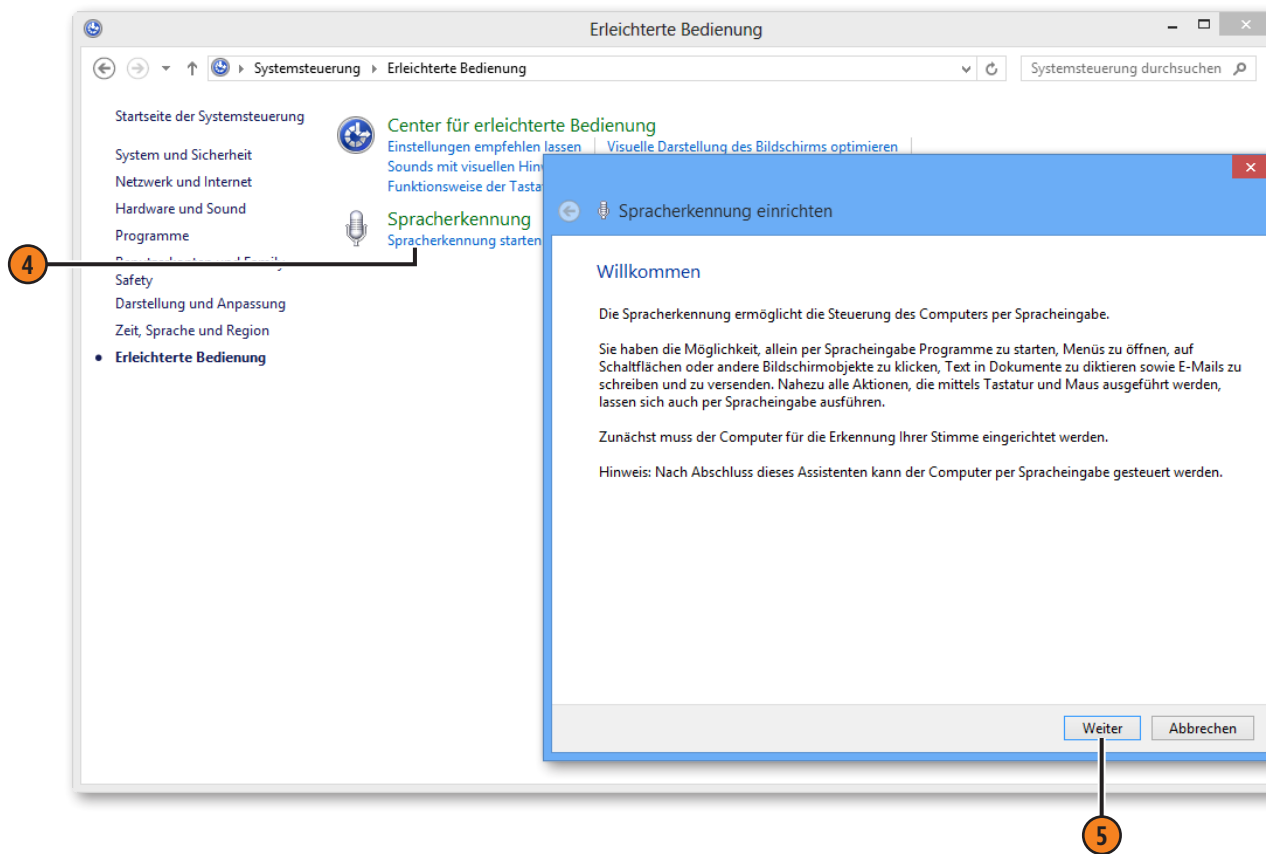 Erleichterte Bedienung
Systemsteuerung Erleichterte Bedienung
Systemsteuerung durchsuchen
Startseite der Systemsteuerung
System und Sicherheit
Netzwerk und Internet
Hardware und Sound
Programme
Safety
Darstellung und Anpassung
Zeit, Sprache und Region
Erleichterte Bedienung
Center für erleichterte Bedienung
Einstellungen empfehlen lassen Visuelle Darstellung des Bildschirms optimieren
Sounds mit visuellen
Funktionsweise der
Spracherkennung
Spracherkennung starten
4
Spracherkennung einrichten
Willkommen
Die Spracherkennung ermöglicht die Steuerung des Computers per Spracheingabe.
Sie haben die Möglichkeit, allein per Spracheingabe Programme zu starten, Menüs zu öffnen, auf
Schaltflächen oder andere Bildschirmobjekte zu klicken, Text in Dokumente zu diktieren sowie E-Mails zu
schreiben und zu versenden. Nahezu alle Aktionen, die mittels Tastatur und Maus ausgeführt werden,
lassen sich auch per Spracheingabe ausführen.
Zunächst muss der Computer für die Erkennung Ihrer Stimme eingerichtet werden.
Hinweis: Nach Abschluss dieses Assistenten kann der Computer per Spracheingabe gesteuert werden.
Weiter Abbrechen
5